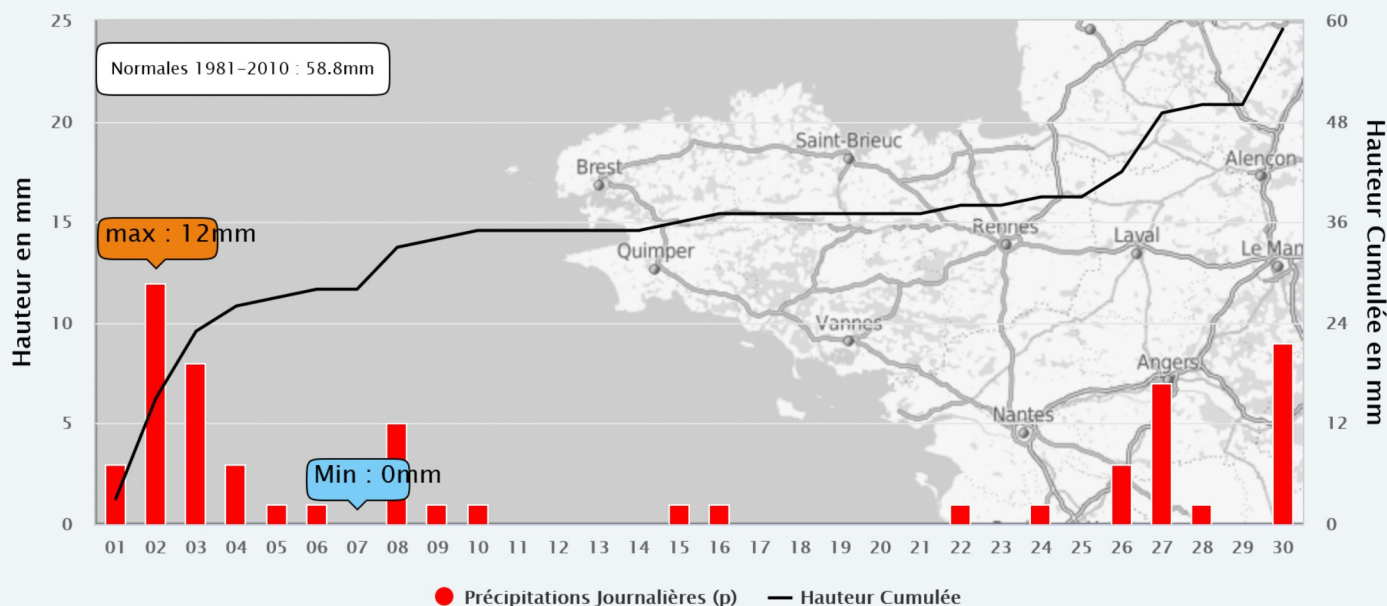 25
60
Normales 1981-2010 : 58.8mm
20
48
Saint-Brieuc
Brest
Alençon
15
36
max : 12mm
Rennes
Laval
Le Man
Quimper
10
24
Vannes
Angers
5
12
Nantes
Min : 0mm
0
0
Hauteur en mm
Hauteur Cumulée en mm
01 02 03 04 05 06 07 08 09 10 11 12 13 14 15 16 17 18 19 20 21 22 23 24 25 26 27 28 29 30
Précipitations Journalières (p) Hauteur Cumulée